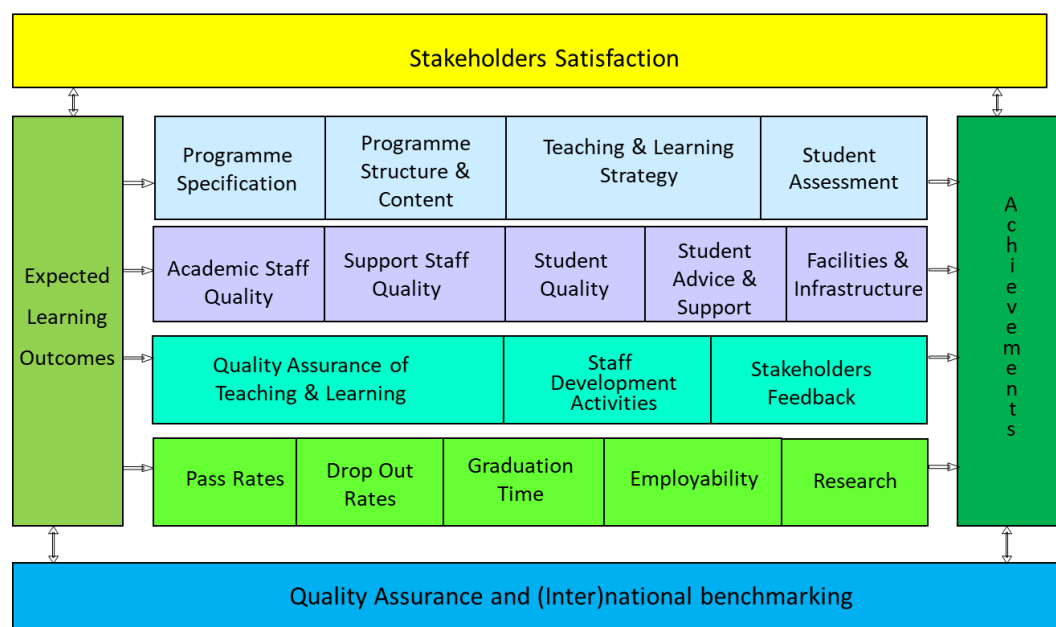 Stakeholders Satisfaction
Expected
Learning
Outcomes
Programme
Specification
Programme
Structure &
Content
Teaching & Learning
Strategy
Student
Assessment
Academic Staff
Quality
Support Staff
Quality
Student
Quality
Student
Advice &
Support
Facilities &
Infrastructure
Quality Assurance of
Teaching & Learning
Staff
Development
Activities
Stakeholders
Feedback
Pass Rates
Drop Out
Rates
Graduation
Time
Employability
Research
Achievements
Quality Assurance and (Inter)national benchmarking